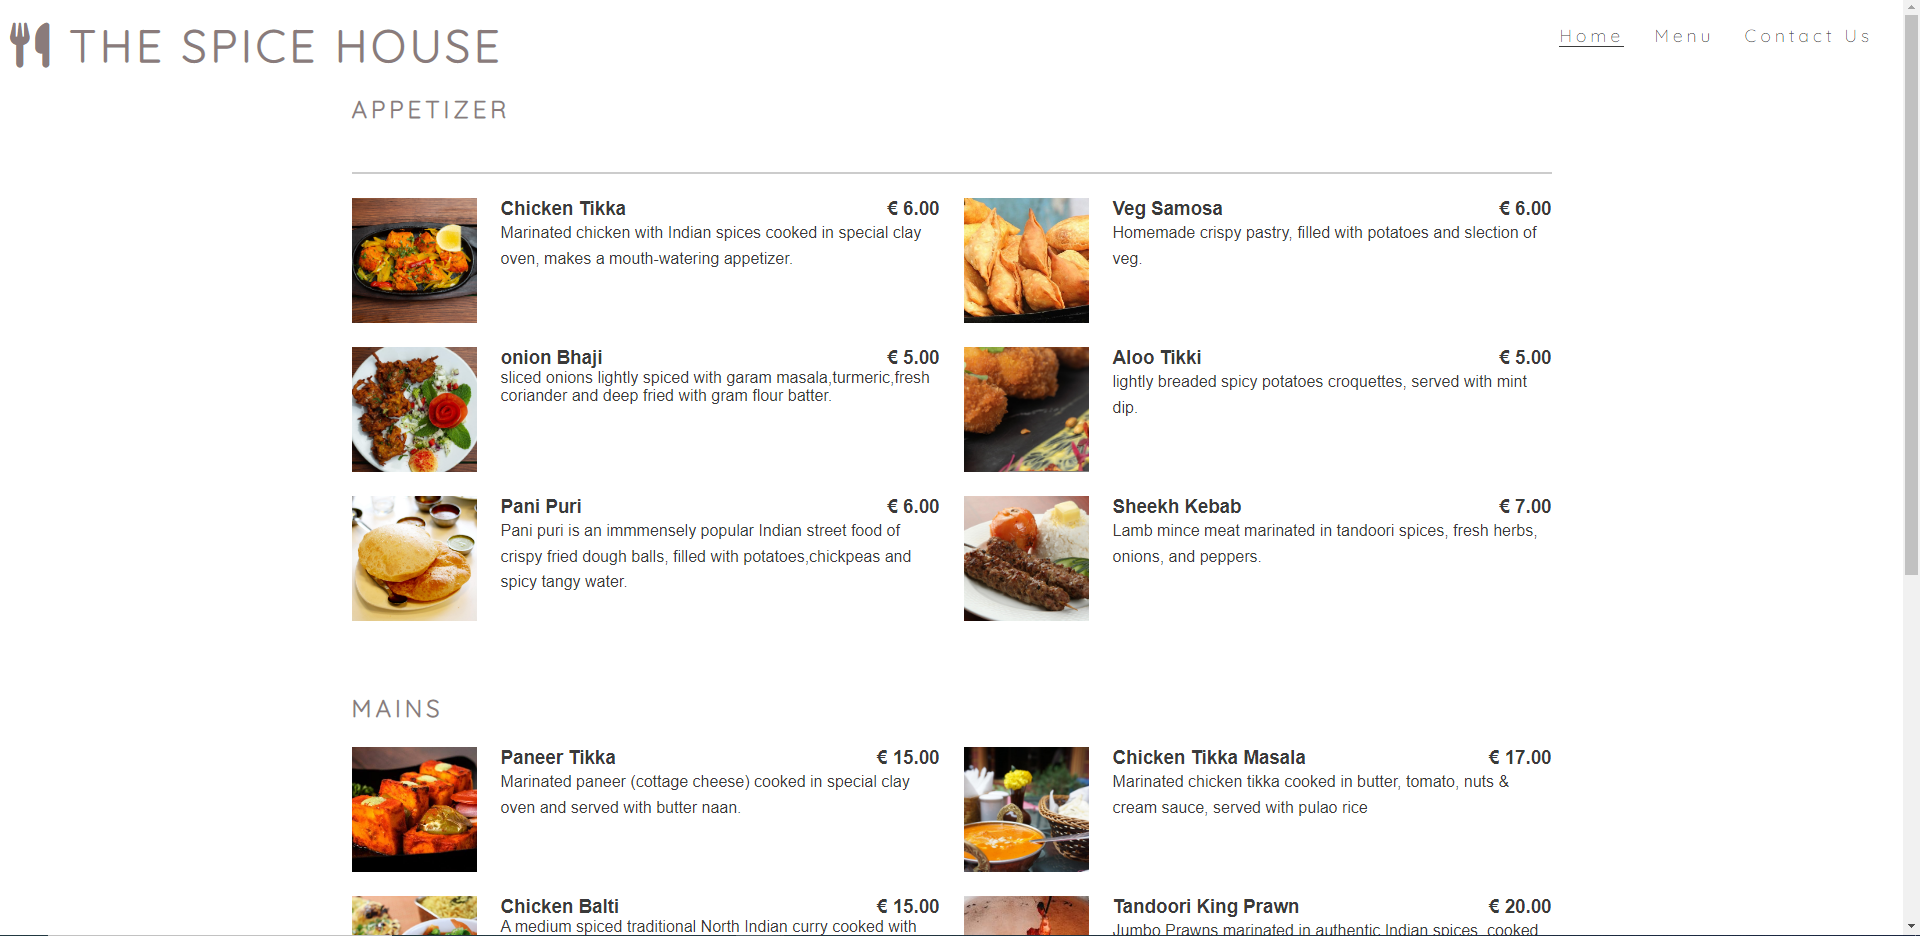 THE SPICE HOUSE
Home Menu Contact Us
APPETIZER
Chicken Tikka € 6.00
Marinated chicken with Indian spices cooked in special clay
oven, makes a mouth-watering appetizer.
Veg Samosa € 6.00
Homemade crispy pastry, filled with potatoes and slection of
veg.
onion Bhaji € 5.00
sliced onions lightly spiced with garam masala,turmeric,fresh
coriander and deep fried with gram flour batter.
Aloo Tikki € 5.00
lightly breaded spicy potatoes croquettes, served with mint
dip.
Pani Puri € 6.00
Pani puri is an immmensely popular Indian street food of
crispy fried dough balls, filled with potatoes,chickpeas and
spicy tangy water.
Sheekh Kebab € 7.00
Lamb mince meat marinated in tandoori spices, fresh herbs,
onions, and peppers.
MAINS
Paneer Tikka € 15.00
Marinated paneer (cottage cheese) cooked in special clay
oven and served with butter naan.
Chicken Tikka Masala € 17.00
Marinated chicken tikka cooked in butter, tomato, nuts &
cream sauce, served with pulao rice
Chicken Balti € 15.00
A medium spiced traditional North Indian curry cooked with
Tandoori King Prawn € 20.00
Jumbo Prawns marinated in authentic Indian spices, cooked